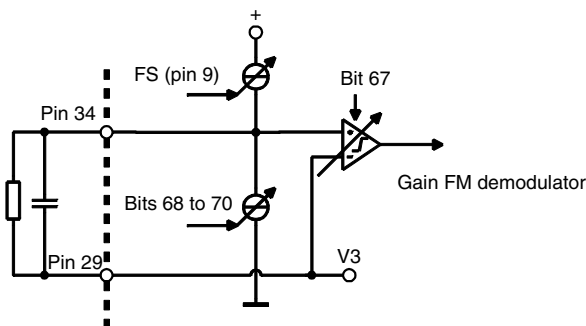 +
FS (pin 9)
Bit 67
Pin 34
Gain FM demodulator
Bits 68 to 70
Pin 29
V3